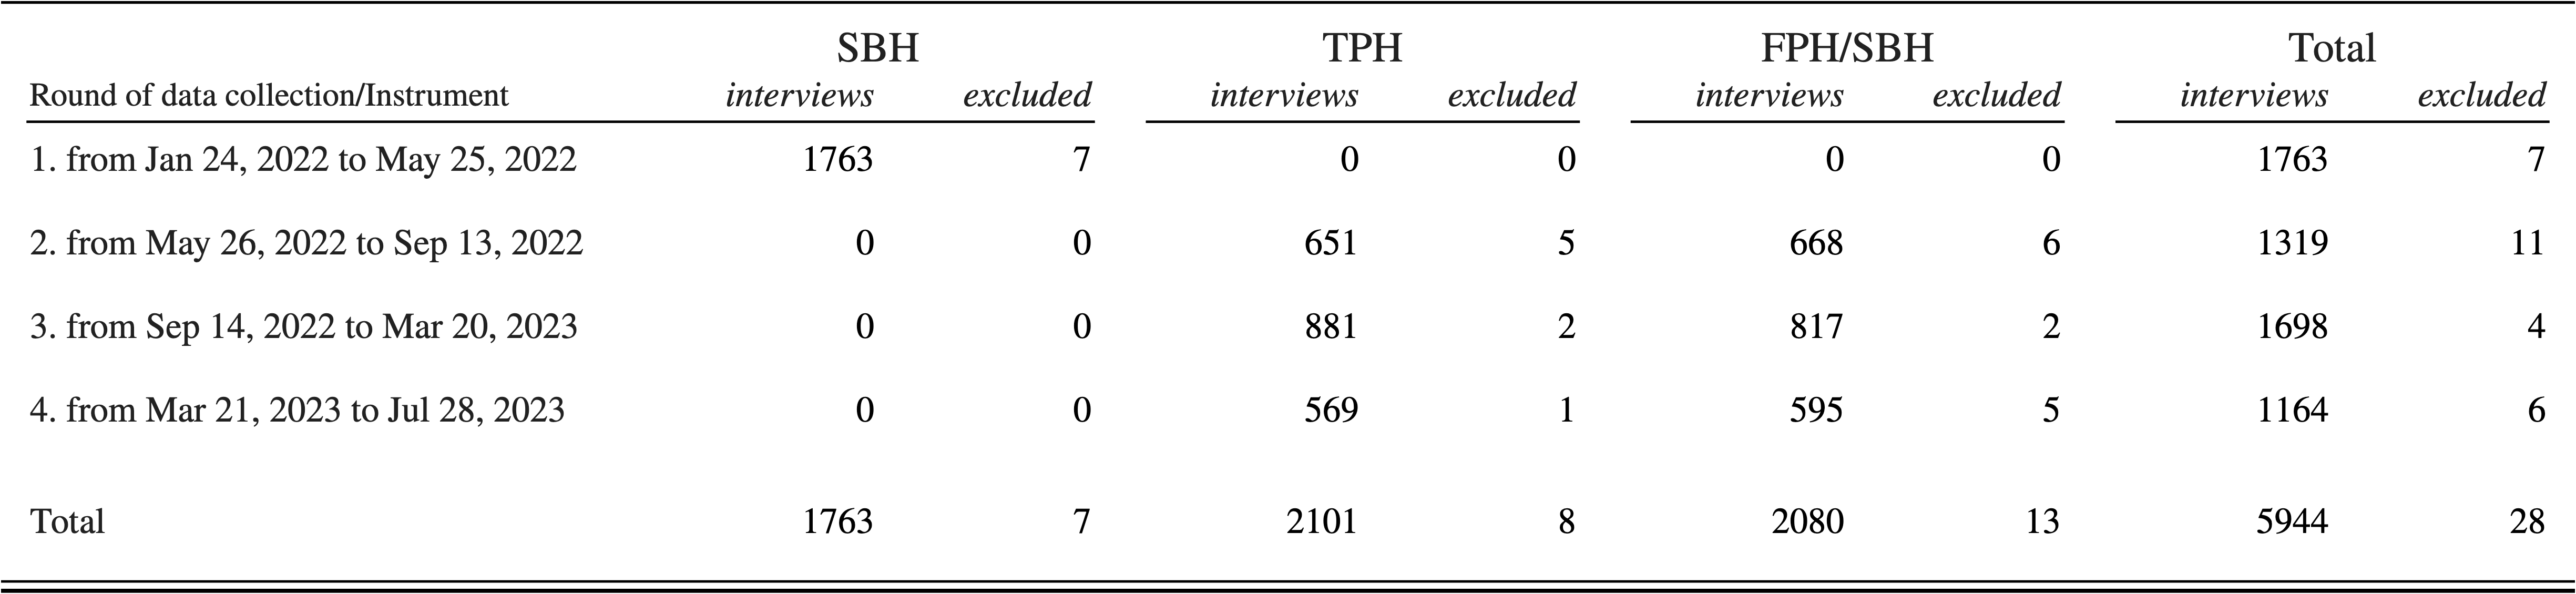 SBH TPH FPH/SBH Total
Round of data collection/Instrument interviews excluded interviews excluded interviews excluded interviews excluded
1. from Jan 24, 2022 to May 25, 2022 1763 7 0 0 0 0 1763 7
2. from May 26, 2022 to Sep 13, 2022 0 0 651 5 668 6 1319 11
3. from Sep 14, 2022 to Mar 20, 2023 0 0 881 2 817 2 1698 4
4. from Mar 21, 2023 to Jul 28, 2023 0 0 569 1 595 5 1164 6
Total 1763 7 2101 8 2080 13 5944 28